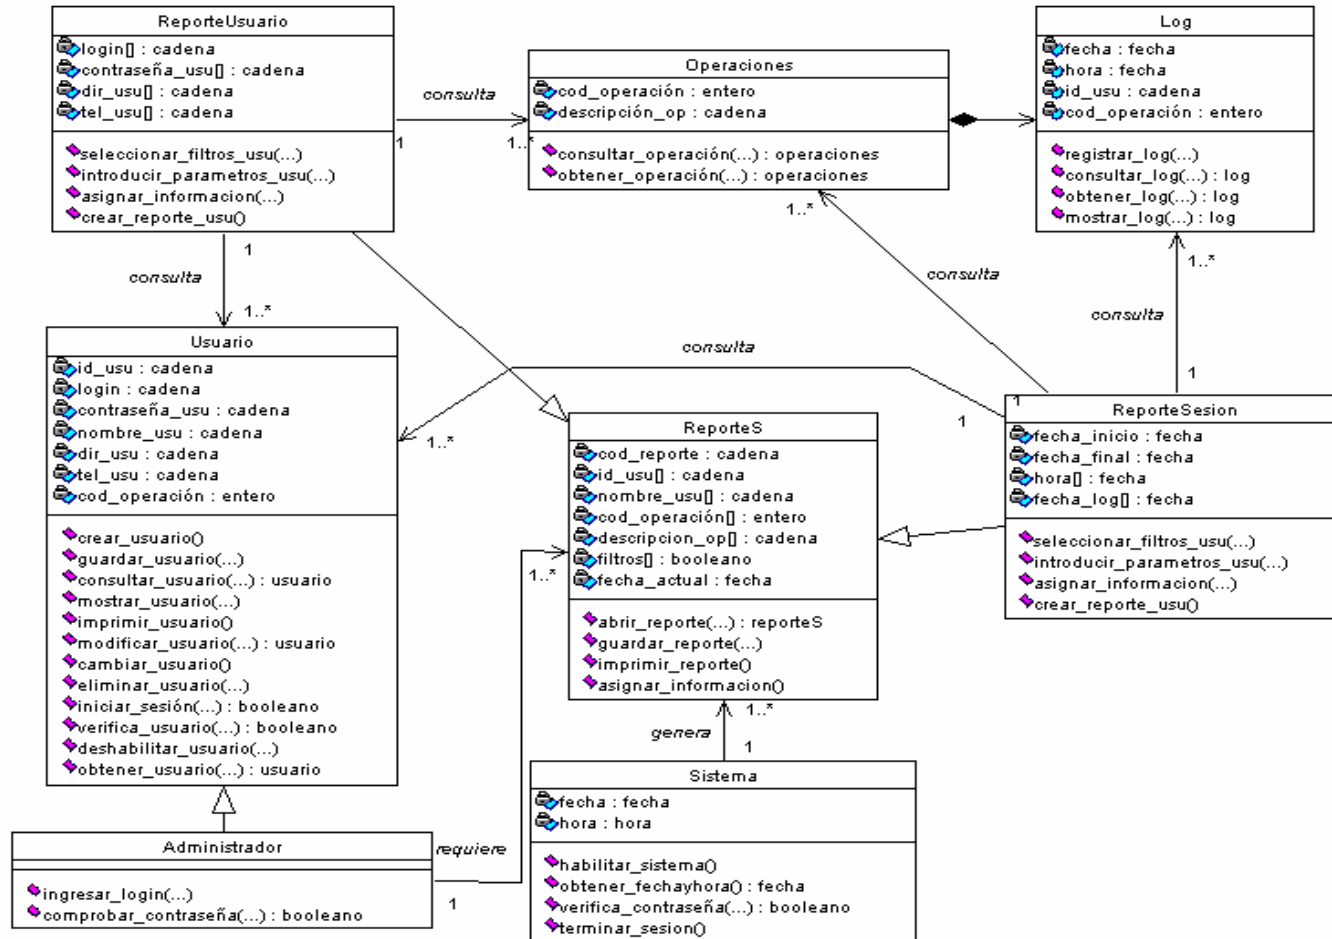 ReporteUsuario
login[] : cadena
contraseña_usu[] : cadena
dir_usu[] : cadena
tel_usu[] : cadena
seleccionar_filtros_usu(...)
introducir_parametros_usu(...)
asignar_informacion(...)
crear_reporte_usu()
consulta
1
1..*
Operaciones
cod_operación : entero
descripción_op : cadena
consultar_operación(...) : operaciones
obtener_operación(...) : operaciones
Log
fecha : fecha
hora : fecha
id_usu : cadena
cod_operación : entero
registrar_log(...)
consultar_log(...) : log
obtener_log(...) : log
mostrar_log(...) : log
1
consulta
1..*
1..*
consulta
1..*
consulta
1
Usuario
id_usu : cadena
login : cadena
contraseña_usu : cadena
nombre_usu : cadena
dir_usu : cadena
tel_usu : cadena
cod_operación : entero
crear_usuario()
guardar_usuario(...)
consultar_usuario(...) : usuario
mostrar_usuario(...)
imprimir_usuario()
modificar_usuario(...) : usuario
cambiar_usuario()
eliminar_usuario(...)
iniciar_sesión(...) : booleano
verifica_usuario(...) : booleano
deshabilitar_usuario(...)
obtener_usuario(...) : usuario
consulta
1..*
1
1
ReporteS
cod_reporte : cadena
id_usu[] : cadena
nombre_usu[] : cadena
cod_operación[] : entero
descripcion_op[] : cadena
filtros[] : booleano
fecha_actual : fecha
abrir_reporte(...) : reporteS
guardar_reporte(...)
imprimir_reporte()
asignar_informacion()
ReporteSesion
fecha_inicio : fecha
fecha_final : fecha
hora[] : fecha
fecha_log[] : fecha
seleccionar_filtros_usu(...)
introducir_parametros_usu(...)
asignar_informacion(...)
crear_reporte_usu()
1..*
1..*
genera
1
Administrador
ingresar_login(...)
comprobar_contraseña(...) : booleano
requiere
1
Sistema
fecha : fecha
hora : hora
habilitar_sistema()
obtener_fechayhora() : fecha
verifica_contraseña(...) : booleano
terminar_sesion()